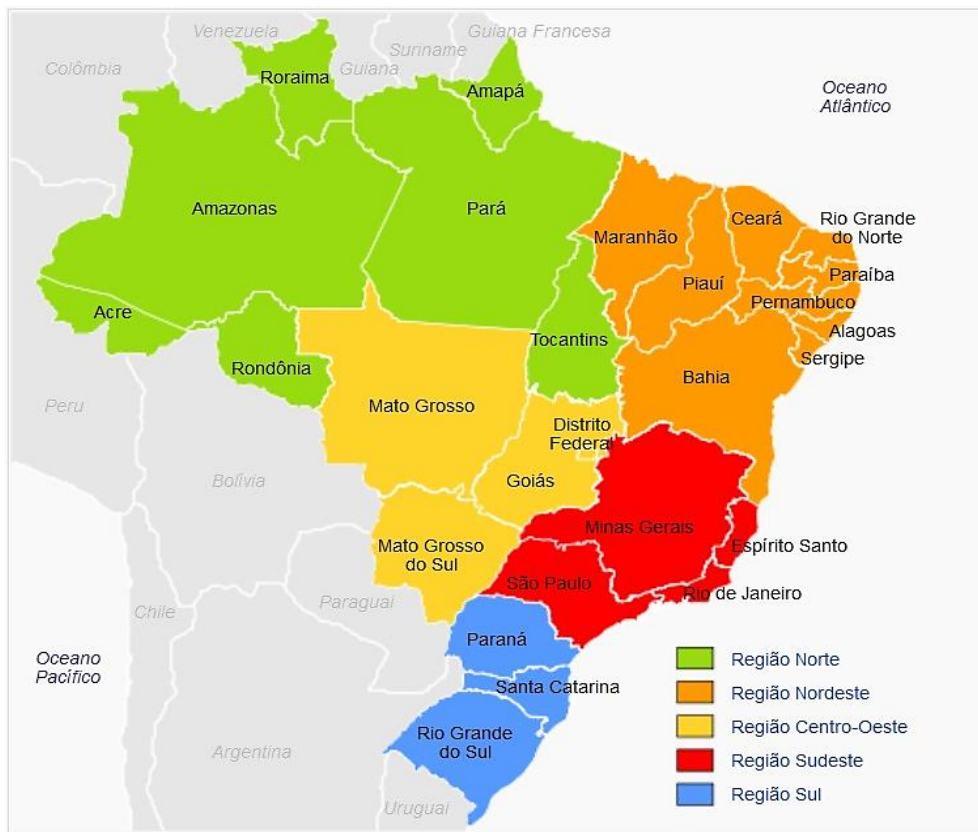 Venezuela
Guiana Francesa
Suriname
Colômbia
Guiana
Roraima
Amapá
Oceano
Atlântico
Amazonas
Pará
Maranhão
Ceará
Rio Grande
do Norte
Piauí
Paraíba
Pernambuco
Alagoas
Sergipe
Acre
Rondônia
Tocantins
Bahia
Peru
Mato Grosso
Distrito
Federal
Goiás
Bolívia
Minas Gerais
Mato Grosso
do Sul
Espírito Santo
São Paulo
Rio de Janeiro
Paraguai
Chile
Paraná
Oceano
Pacífico
Santa Catarina
Rio Grande
do Sul
Argentina
Uruguai
Região Norte
Região Nordeste
Região Centro-Oeste
Região Sudeste
Região Sul